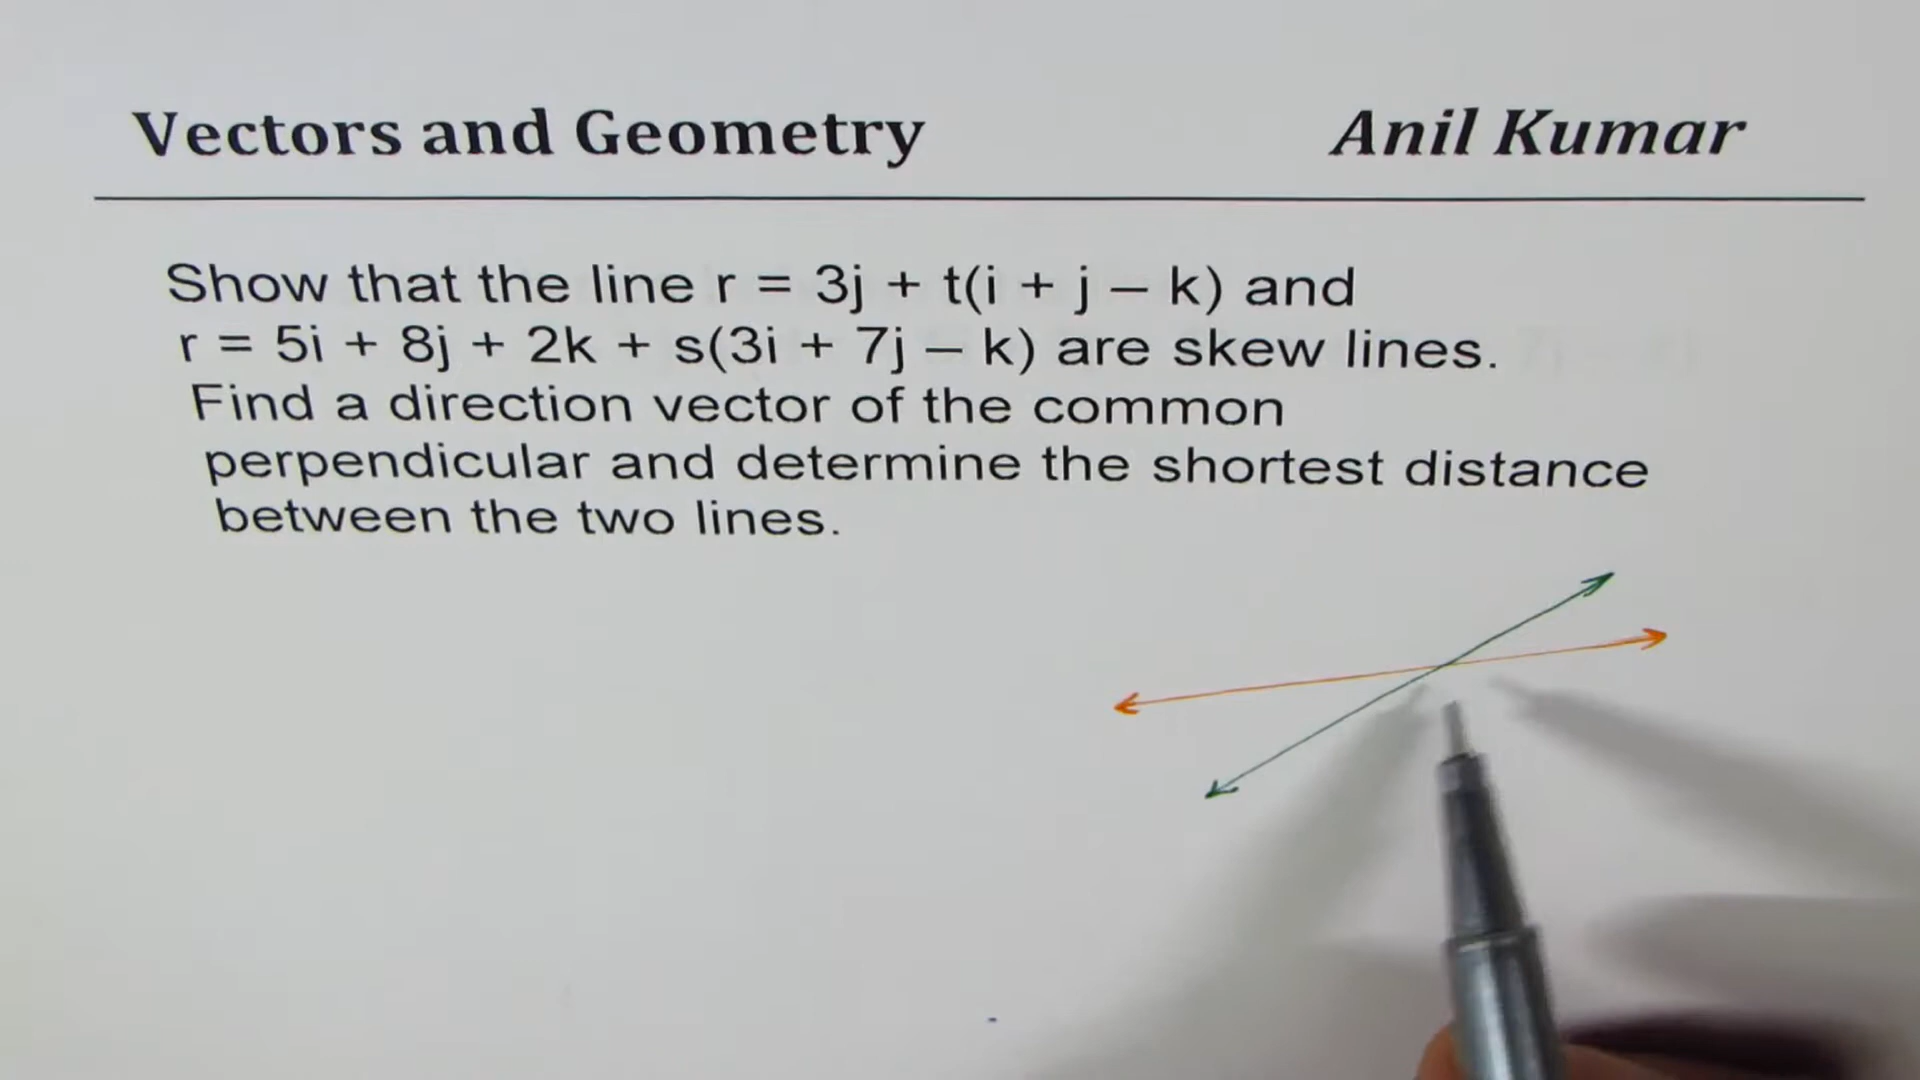 Vectors and Geometry Anil Kumar
Show that the line r = 3j + t(i + j – k) and
r = 5i + 8j + 2k + s(3i + 7j – k) are skew lines.
Find a direction vector of the common
perpendicular and determine the shortest distance
between the two lines.